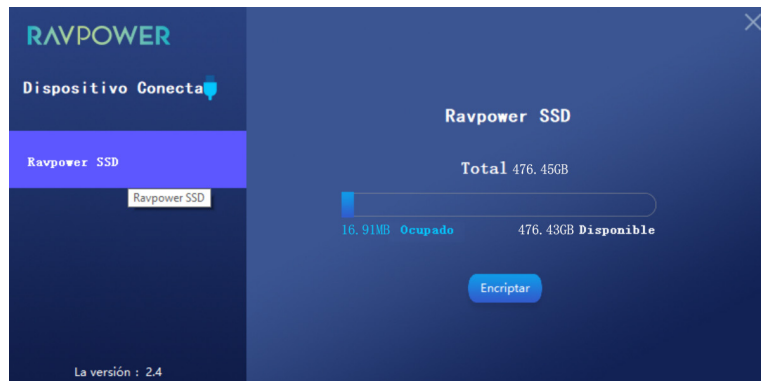 RAVPOWER
Dispositivo Conecta
Ravpower SSD
Ravpower SSD
La versión : 2.4
Ravpower SSD
Total 476.45GB
16.91MB Ocupado 476.43GB Disponible
Encriptar